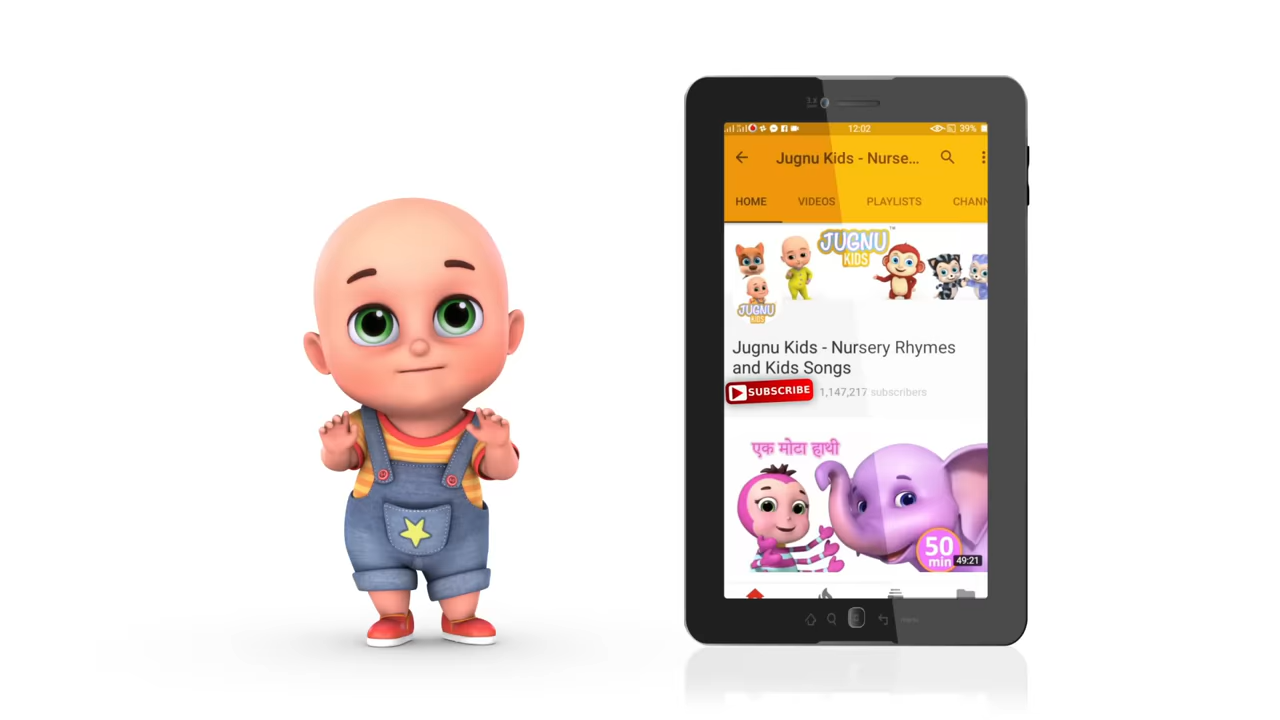 12:02
39%
Jugnu Kids - Nurse...
HOME VIDEOS PLAYLISTS CHANN
JUGNU
KIDS
™
JUGNU
KIDS
Jugnu Kids - Nursery Rhymes
and Kids Songs
SUBSCRIBE 1,147,217 subscribers
एक मोटा हाथी
50
min
49:21